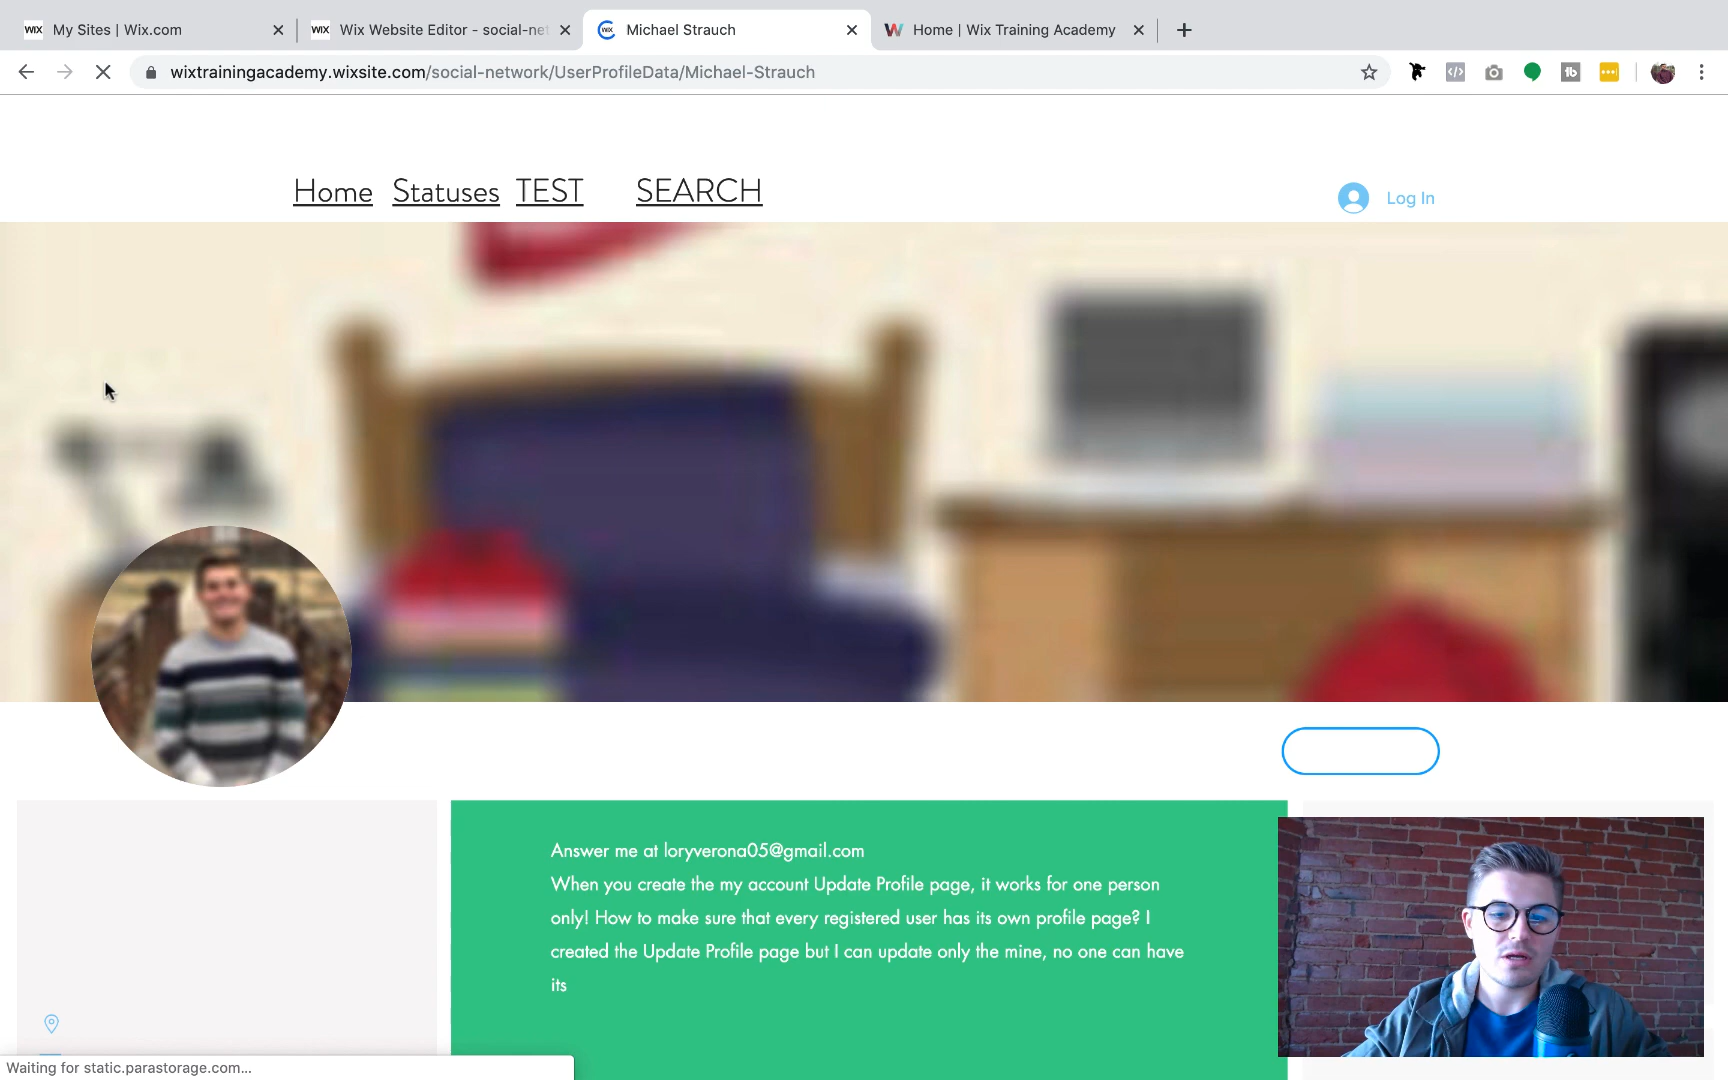 WIX My Sites | Wix.com
WIX Wix Website Editor - social-net
WIX Michael Strauch
Home | Wix Training Academy
wixtrainingacademy.wixsite.com/social-network/UserProfileData/Michael-Strauch
Home Statuses TEST SEARCH
Log In
Answer me at loryverona05@gmail.com
When you create the my account Update Profile page, it works for one person
only! How to make sure that every registered user has its own profile page? I
created the Update Profile page but I can update only the mine, no one can have
its
Waiting for static.parastorage.com...